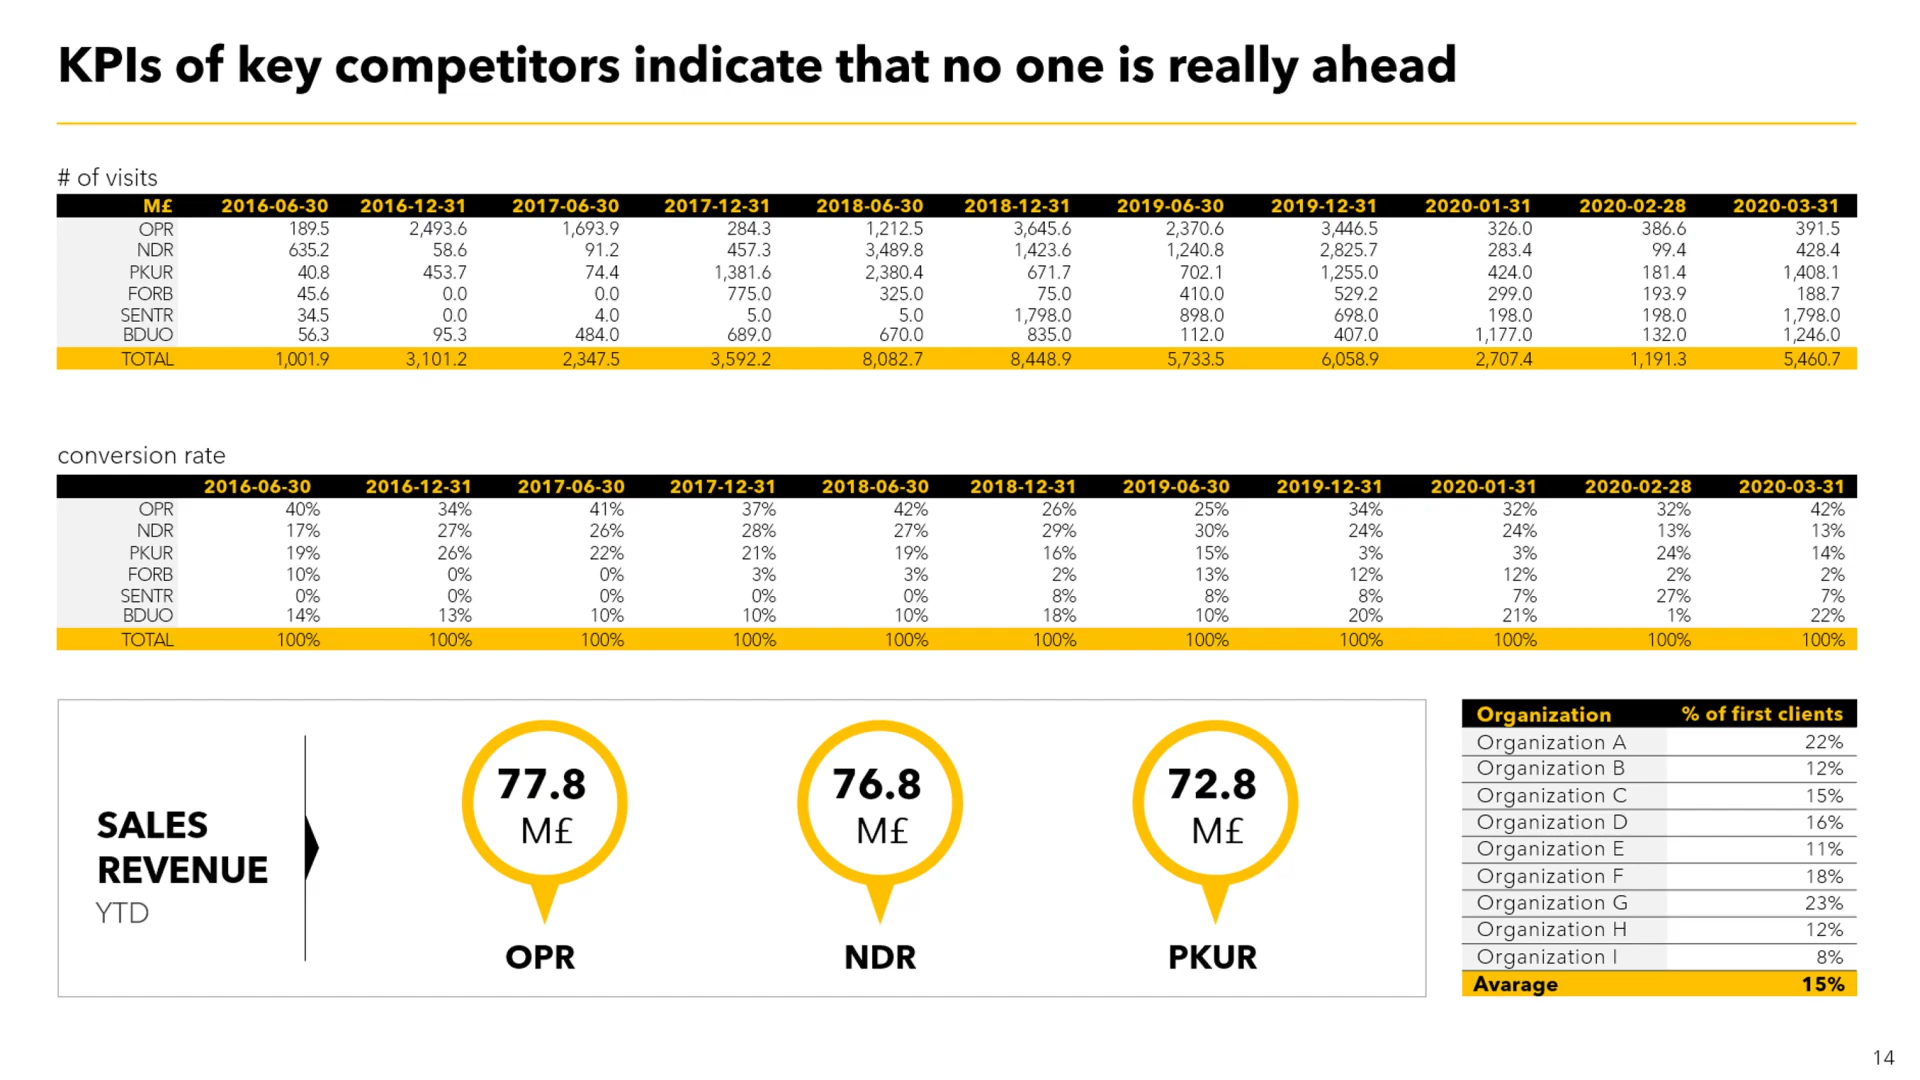 KPIs of key competitors indicate that no one is really ahead
# of visits
M£ 2016-06-30 2016-12-31 2017-06-30 2017-12-31 2018-06-30 2018-12-31 2019-06-30 2019-12-31 2020-01-31 2020-02-28 2020-03-31
OPR 189.5 2,493.6 1,693.9 284.3 1,212.5 3,645.6 2,370.6 3,446.5 326.0 386.6 391.5
NDR 635.2 58.6 91.2 457.3 3,489.8 1,423.6 1,240.8 2,825.7 283.4 99.4 428.4
PKUR 40.8 453.7 74.4 1,381.6 2,380.4 671.7 702.1 1,255.0 424.0 181.4 1,408.1
FORB 45.6 0.0 0.0 775.0 325.0 75.0 410.0 529.2 299.0 193.9 188.7
SENTR 34.5 0.0 4.0 5.0 5.0 1,798.0 898.0 698.0 198.0 198.0 1,798.0
BDUO 56.3 95.3 484.0 689.0 670.0 835.0 112.0 407.0 1,177.0 132.0 1,246.0
TOTAL 1,001.9 3,101.2 2,347.5 3,592.2 8,082.7 8,448.9 5,733.5 6,058.9 2,707.4 1,191.3 5,460.7
conversion rate
2016-06-30 2016-12-31 2017-06-30 2017-12-31 2018-06-30 2018-12-31 2019-06-30 2019-12-31 2020-01-31 2020-02-28 2020-03-31
OPR 40% 34% 41% 37% 42% 26% 25% 34% 32% 32% 42%
NDR 17% 27% 26% 28% 27% 29% 30% 24% 24% 13% 13%
PKUR 19% 26% 22% 21% 19% 16% 15% 3% 3% 24% 14%
FORB 10% 0% 0% 3% 3% 2% 13% 12% 12% 2% 2%
SENTR 0% 0% 0% 0% 0% 8% 8% 8% 7% 27% 7%
BDUO 14% 13% 10% 10% 10% 18% 10% 20% 21% 1% 22%
TOTAL 100% 100% 100% 100% 100% 100% 100% 100% 100% 100% 100%
SALES
REVENUE
YTD
77.8
M£
OPR
76.8
M£
NDR
72.8
M£
PKUR
Organization % of first clients
Organization A 22%
Organization B 12%
Organization C 15%
Organization D 16%
Organization E 11%
Organization F 18%
Organization G 23%
Organization H 12%
Organization I 8%
Avarage 15%
14